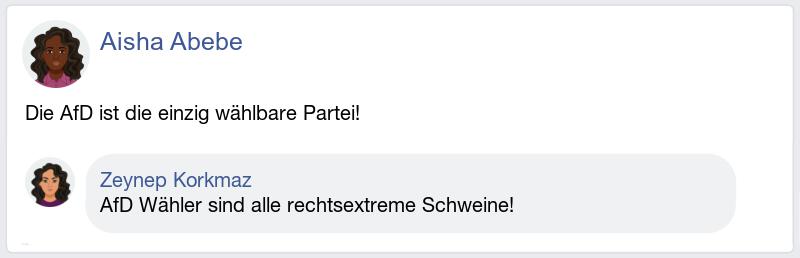 Aisha Abebe
Die AfD ist die einzig wählbare Partei!
Zeynep Korkmaz
AfD Wähler sind alle rechtsextreme Schweine!